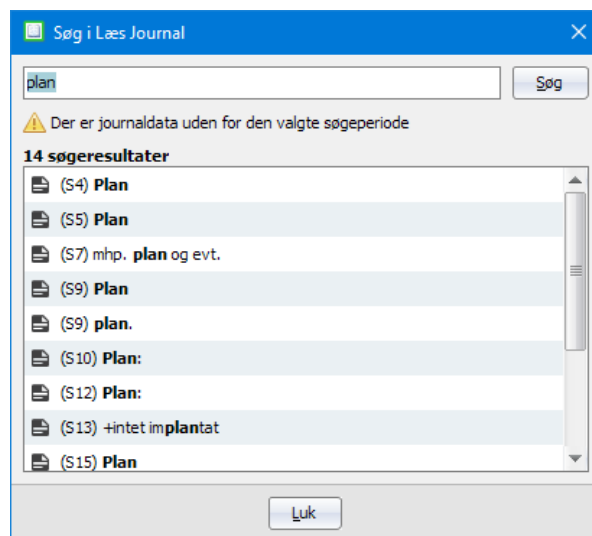 Søg i Læs Journal
plan
Søg
Der er journaldata uden for den valgte søgeperiode
14 søgeresultater
(S4) Plan
(S5) Plan
(S7) mhp. plan og evt.
(S9) Plan
(S9) plan.
(S10) Plan:
(S12) Plan:
(S13) +intet implantat
(S15) Plan
Luk